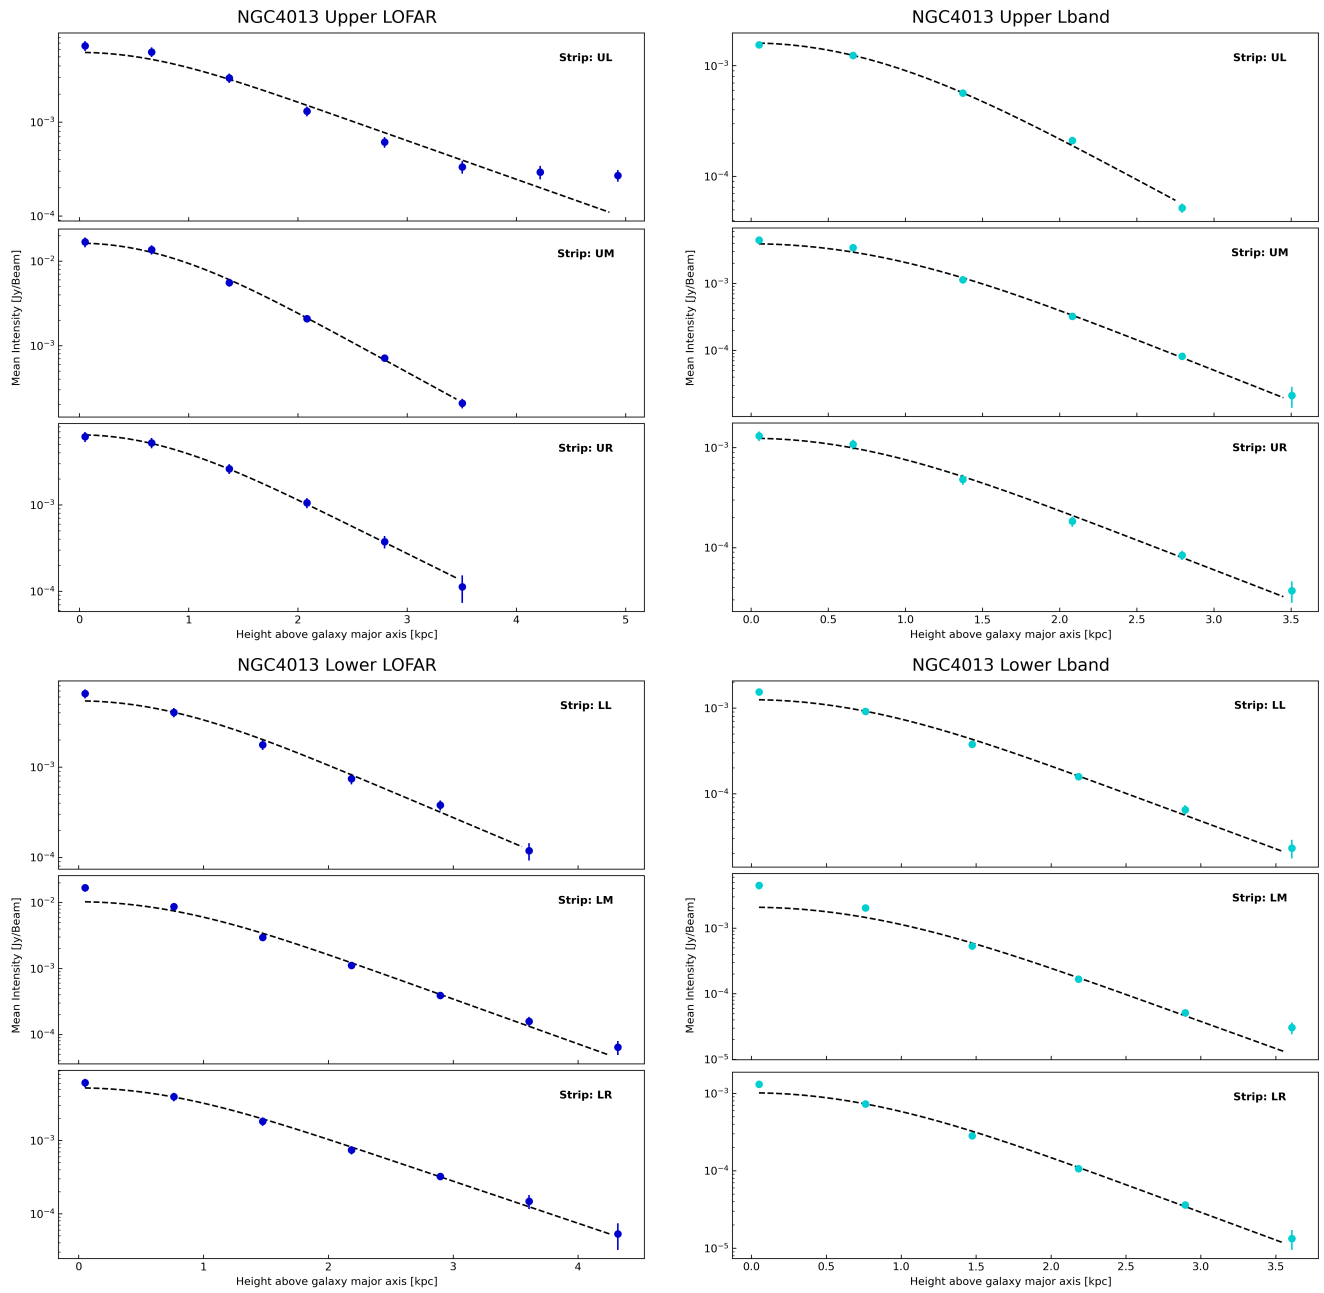 NGC4013 Upper LOFAR
Strip: UL
10⁻³
10⁻⁴
Strip: UM
10⁻²
10⁻³
Mean Intensity [Jy/Beam]
Strip: UR
10⁻³
10⁻⁴
0 1 2 3 4 5
Height above galaxy major axis [kpc]
NGC4013 Upper Lband
Strip: UL
10⁻³
10⁻⁴
Strip: UM
10⁻³
10⁻⁴
Mean Intensity [Jy/Beam]
Strip: UR
10⁻³
10⁻⁴
0.0 0.5 1.0 1.5 2.0 2.5 3.0 3.5
Height above galaxy major axis [kpc]
NGC4013 Lower LOFAR
Strip: LL
10⁻³
10⁻⁴
Strip: LM
10⁻²
10⁻³
10⁻⁴
Mean Intensity [Jy/Beam]
Strip: LR
10⁻³
10⁻⁴
0 1 2 3 4
Height above galaxy major axis [kpc]
NGC4013 Lower Lband
Strip: LL
10⁻³
10⁻⁴
Strip: LM
10⁻³
10⁻⁴
10⁻⁵
Mean Intensity [Jy/Beam]
Strip: LR
10⁻³
10⁻⁴
10⁻⁵
0.0 0.5 1.0 1.5 2.0 2.5 3.0 3.5
Height above galaxy major axis [kpc]